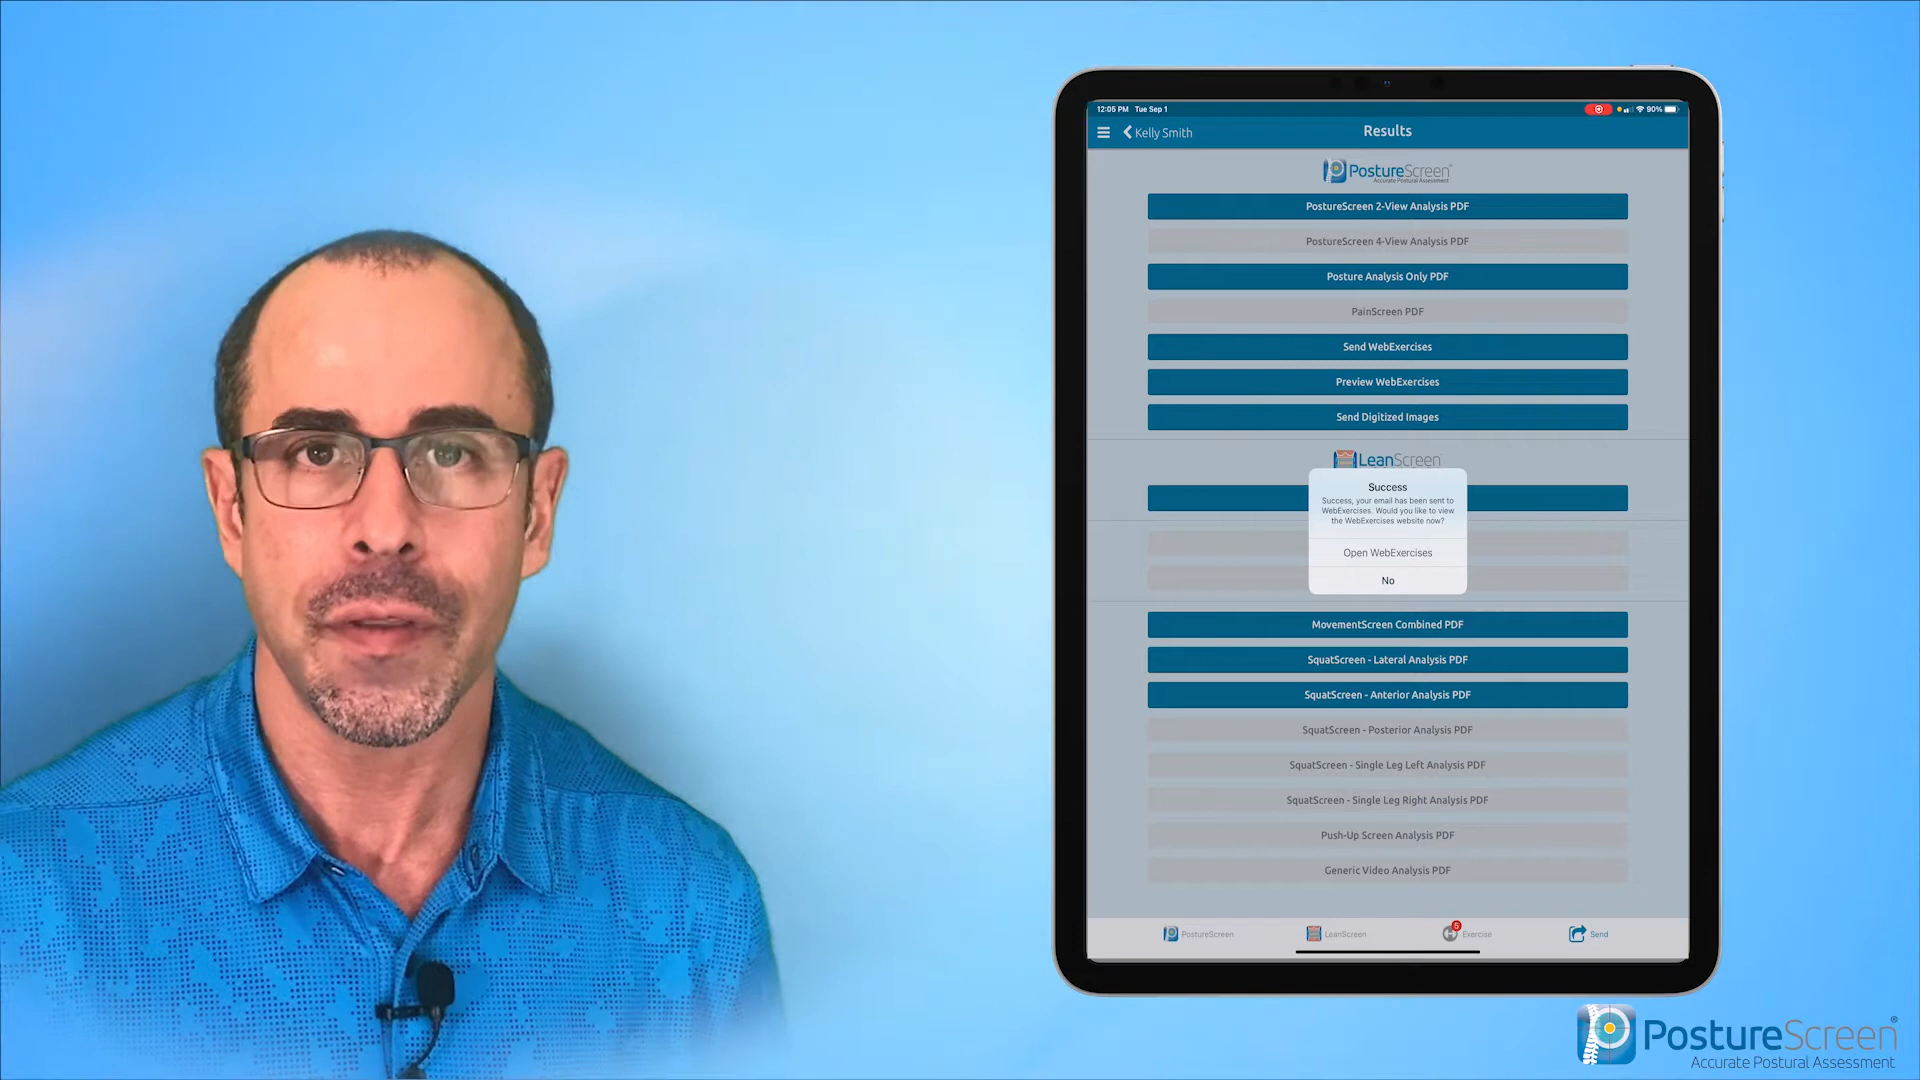 12:05 PM Tue Sep 1
90%
Kelly Smith
Results
PostureScreen
Accurate Postural Assessment
PostureScreen 2-View Analysis PDF
PostureScreen 4-View Analysis PDF
Posture Analysis Only PDF
PainScreen PDF
Send WebExercises
Preview WebExercises
Send Digitized Images
LeanScreen
Success
Success, your email has been sent to
WebExercises. Would you like to view
the WebExercises website now?
Open WebExercises
No
MovementScreen Combined PDF
SquatScreen - Lateral Analysis PDF
SquatScreen - Anterior Analysis PDF
SquatScreen - Posterior Analysis PDF
SquatScreen - Single Leg Left Analysis PDF
SquatScreen - Single Leg Right Analysis PDF
Push-Up Screen Analysis PDF
Generic Video Analysis PDF
PostureScreen
LeanScreen
6
Exercise
Send
PostureScreen®
Accurate Postural Assessment